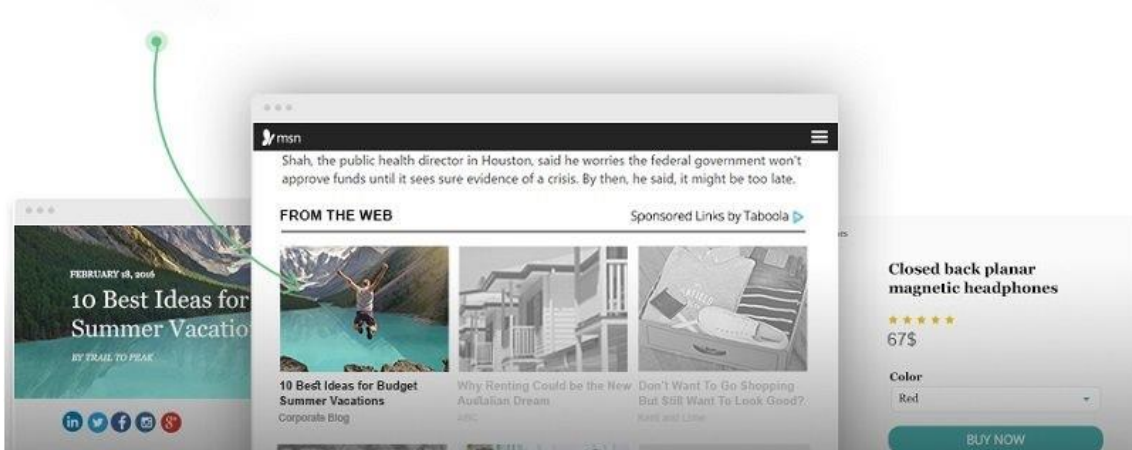 msn
Shah, the public health director in Houston, said he worries the federal government won't
approve funds until it sees sure evidence of a crisis. By then, he said, it might be too late.
FROM THE WEB
Sponsored Links by Taboola
10 Best Ideas for Budget
Summer Vacations
Corporate Blog
Why Renting Could be the New
Australian Dream
ABC
Don't Want To Go Shopping
But Still Want To Look Good?
FEBRUARY 18, 2016
10 Best Ideas for
Summer Vacatio
BY TRAIL TO PEAK
in
f
g+
Closed back planar
magnetic headphones
67$
Color
Red
BUY NOW